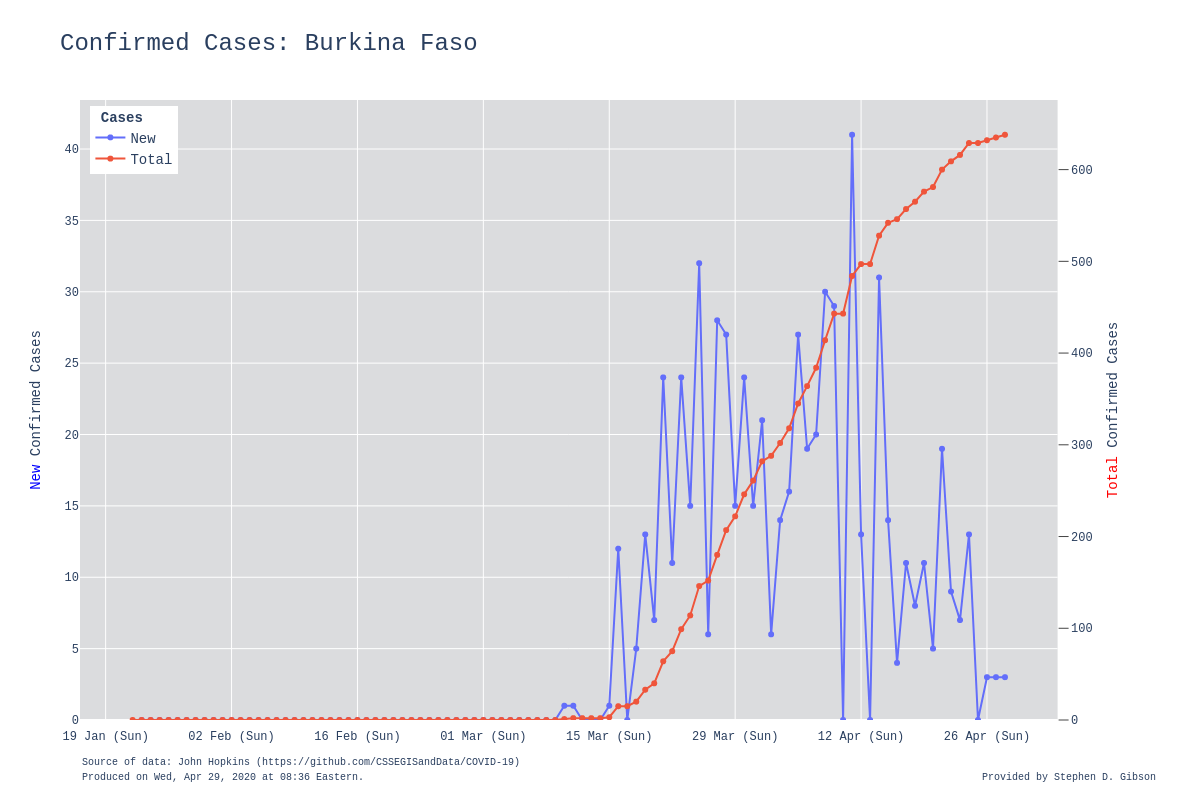 Confirmed Cases: Burkina Faso
Cases
New
Total
40
35
30
25
20
15
10
5
0
New Confirmed Cases
600
500
400
300
200
100
0
Total Confirmed Cases
19 Jan (Sun) 02 Feb (Sun) 16 Feb (Sun) 01 Mar (Sun) 15 Mar (Sun) 29 Mar (Sun) 12 Apr (Sun) 26 Apr (Sun)
Source of data: John Hopkins (https://github.com/CSSEGISandData/COVID-19)
Produced on Wed, Apr 29, 2020 at 08:36 Eastern.
Provided by Stephen D. Gibson